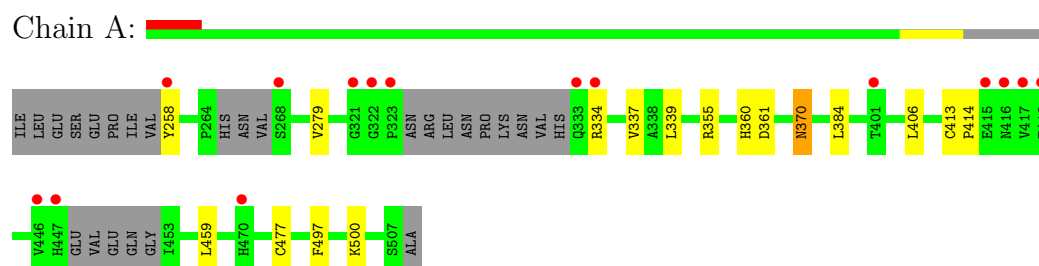 Chain A:
ILE LEU GLU SER GLU PRO ILE VAL Y258 P264 HIS ASN VAL S268 V279 G321 G322 P323 ASN ARG LEU ASN PRO LYS ASN VAL HIS Q333 R334 V337 A338 L339 R355 H360 D361 N370 L384 T401 L406 C413 P414 E415 N416 V417
V446 H447 GLU VAL GLU GLN GLY I453 L459 H470 C477 F497 K500 S507 ALA